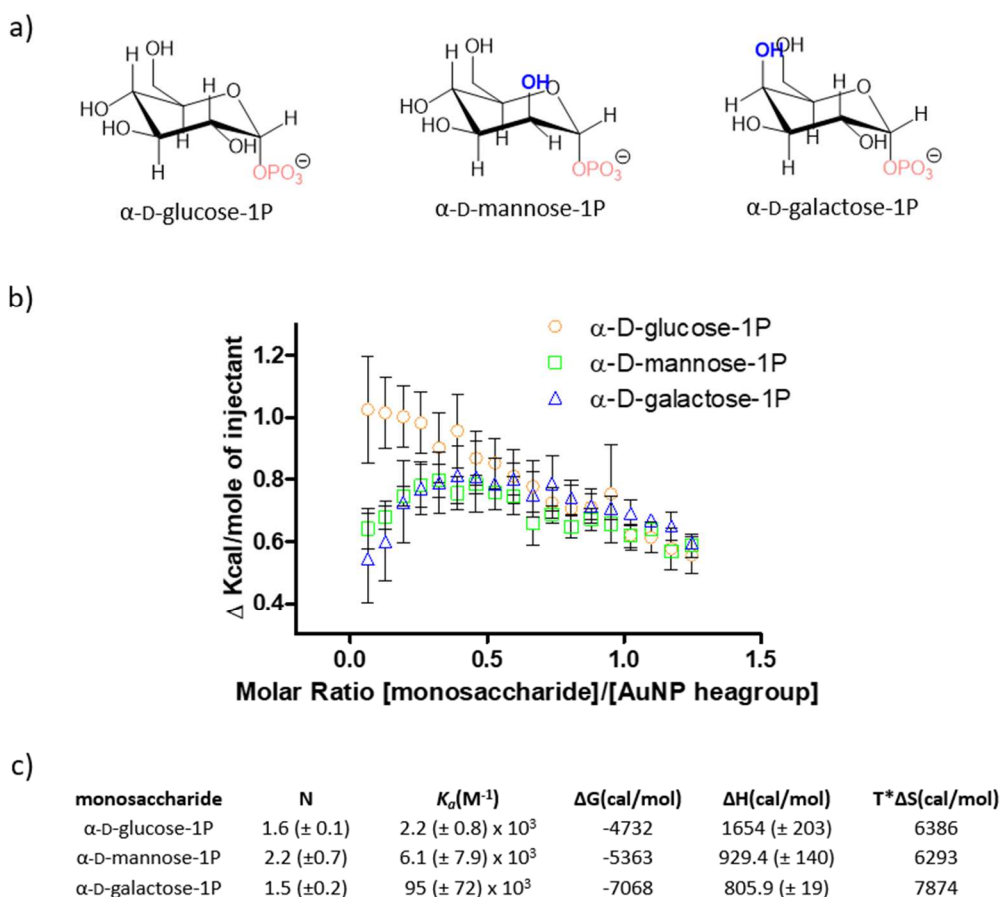 a)
OH
H
H
O
H
HO
HO
H
OH
H
OPO3⊖
α-D-glucose-1P
OH
H
OH
O
H
HO
HO
H
H
H
OPO3⊖
α-D-mannose-1P
OH
OH
H
O
H
H
HO
H
OH
H
OPO3⊖
α-D-galactose-1P
b)
Δ Kcal/mole of injectant
1.2
1.0
0.8
0.6
0.4
α-D-glucose-1P
α-D-mannose-1P
α-D-galactose-1P
0.0 0.5 1.0 1.5
Molar Ratio [monosaccharide]/[AuNP heagroup]
c)
monosaccharide N Ka(M-1) ΔG(cal/mol) ΔH(cal/mol) T*ΔS(cal/mol)
α-D-glucose-1P 1.6 (± 0.1) 2.2 (± 0.8) x 10³ -4732 1654 (± 203) 6386
α-D-mannose-1P 2.2 (±0.7) 6.1 (± 7.9) x 10³ -5363 929.4 (± 140) 6293
α-D-galactose-1P 1.5 (±0.2) 95 (± 72) x 10³ -7068 805.9 (± 19) 7874